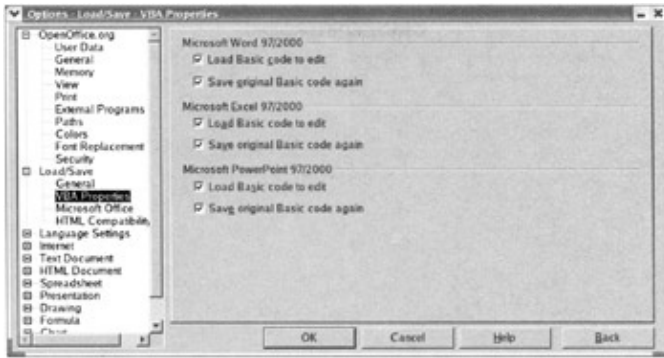 Options - Load/Save - VBA Properties
OpenOffice.org
User Data
General
Memory
View
Print
External Programs
Paths
Colors
Font Replacement
Security
Load/Save
General
VBA Properties
Microsoft Office
HTML Compatibility
Language Settings
Internet
Text Document
HTML Document
Spreadsheet
Presentation
Drawing
Formula
Chart
Microsoft Word 97/2000
Load Basic code to edit
Save original Basic code again
Microsoft Excel 97/2000
Load Basic code to edit
Save original Basic code again
Microsoft PowerPoint 97/2000
Load Basic code to edit
Save original Basic code again
OK
Cancel
Help
Back